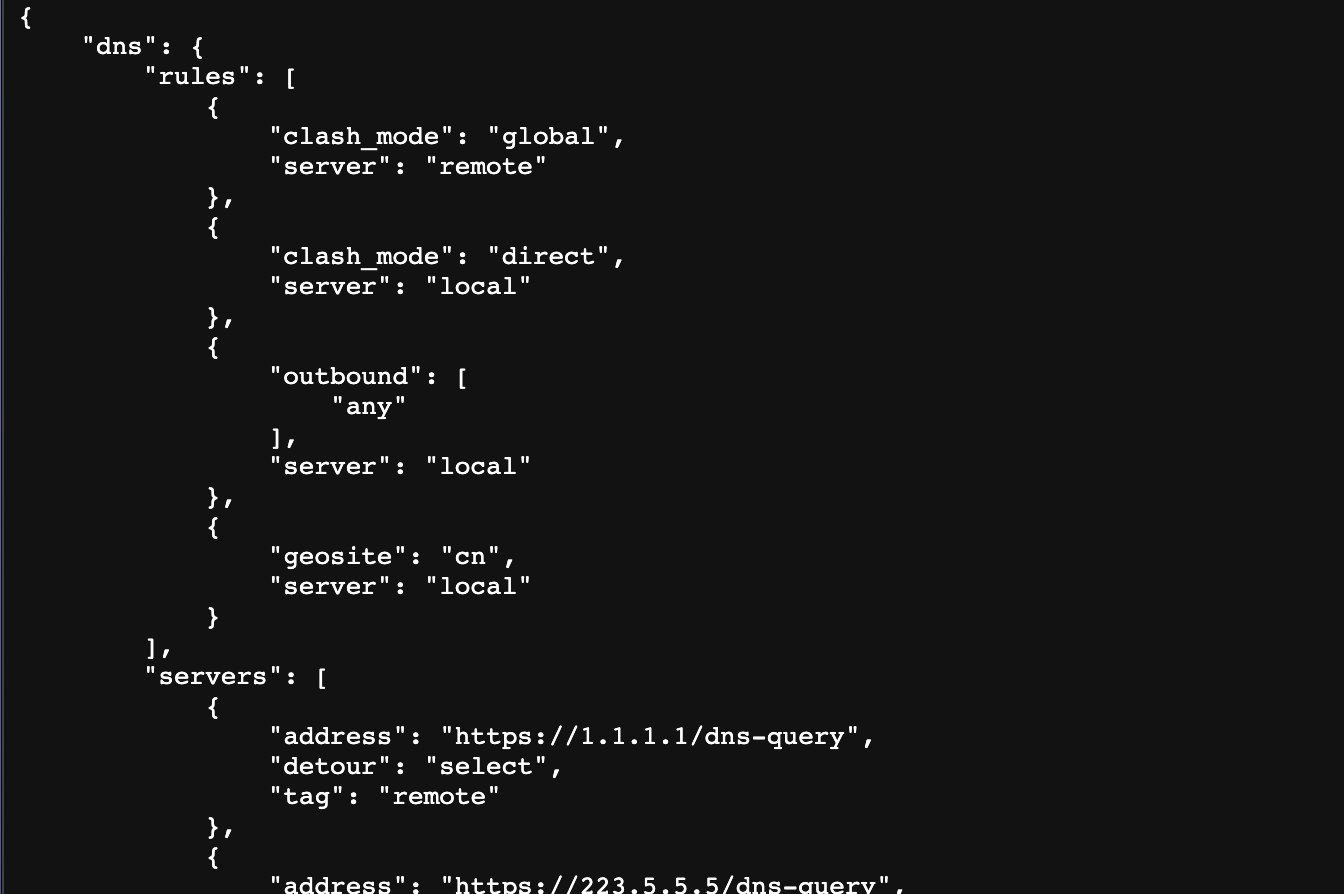 {
    "dns": {
        "rules": [
            {
                "clash_mode": "global",
                "server": "remote"
            },
            {
                "clash_mode": "direct",
                "server": "local"
            },
            {
                "outbound": [
                    "any"
                ],
                "server": "local"
            },
            {
                "geosite": "cn",
                "server": "local"
            }
        ],
        "servers": [
            {
                "address": "https://1.1.1.1/dns-query",
                "detour": "select",
                "tag": "remote"
            },
            {
                "address": "https://223.5.5.5/dns-query",